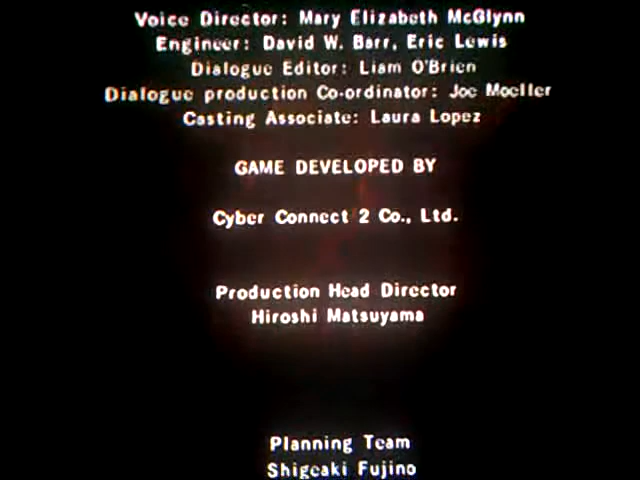 Voice Director: Mary Elizabeth McGlynn
Engineer: David W. Barr, Eric Lewis
Dialogue Editor: Liam O'Brien
Dialogue production Co-ordinator: Joe Moeller
Casting Associate: Laura Lopez
GAME DEVELOPED BY
Cyber Connect 2 Co., Ltd.
Production Head Director
Hiroshi Matsuyama
Planning Team
Shigeaki Fujino